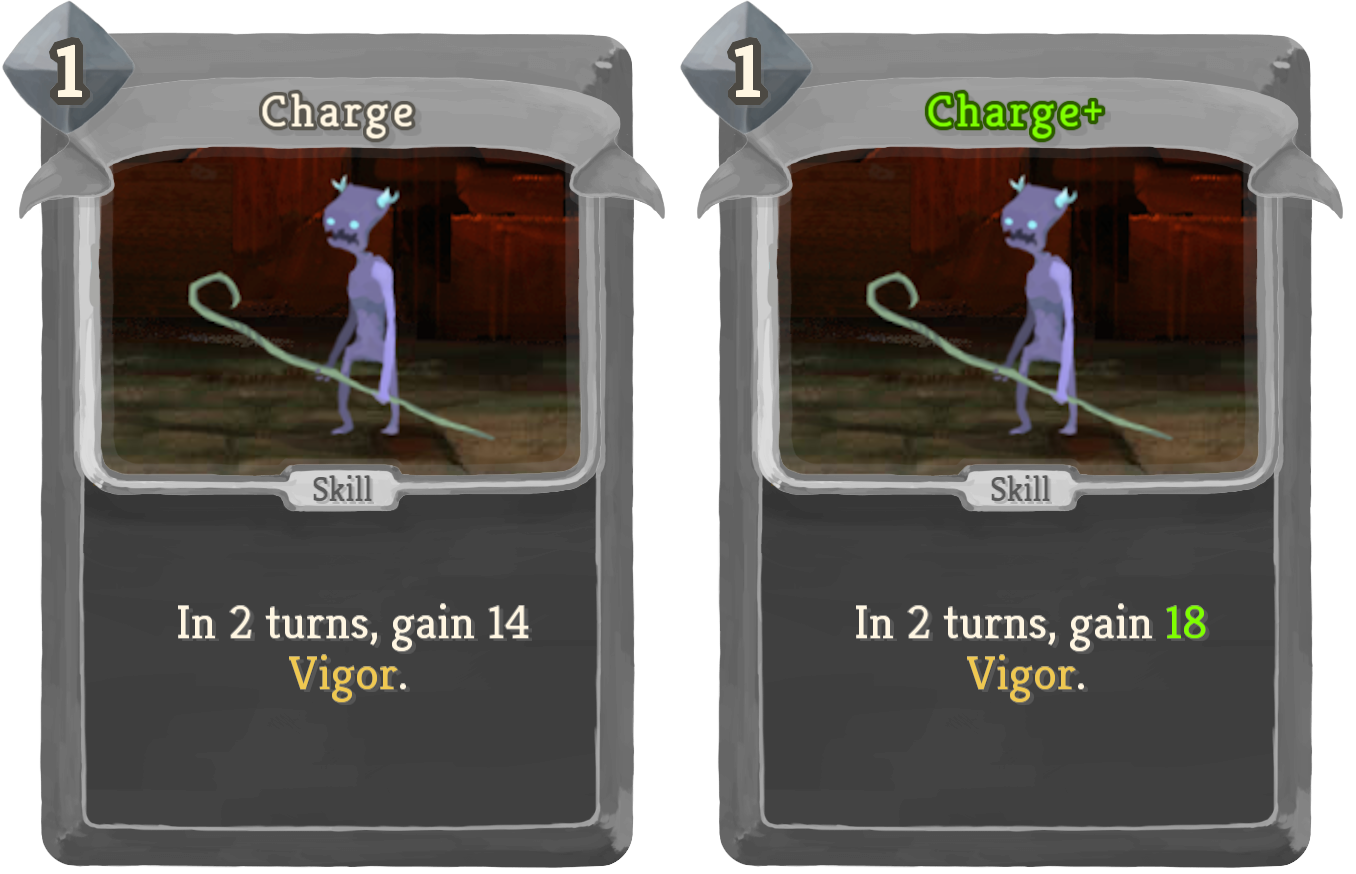 1
Charge
Skill
In 2 turns, gain 14
Vigor.
1
Charge+
Skill
In 2 turns, gain 18
Vigor.